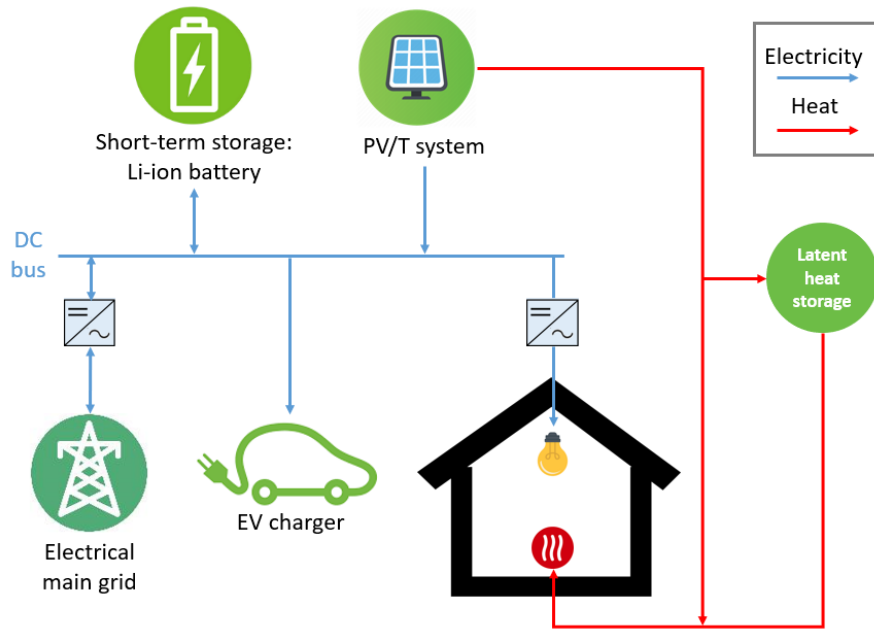 Electricity
Heat
Short-term storage:
Li-ion battery
PV/T system
DC
bus
Latent
heat
storage
EV charger
Electrical
main grid